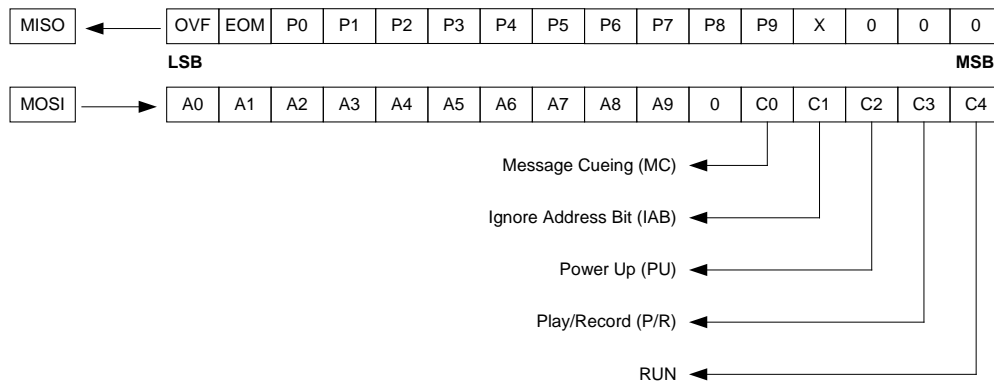 MISO OVF EOM P0 P1 P2 P3 P4 P5 P6 P7 P8 P9 X 0 0 0
LSB MSB
MOSI A0 A1 A2 A3 A4 A5 A6 A7 A8 A9 0 C0 C1 C2 C3 C4
Message Cueing (MC)
Ignore Address Bit (IAB)
Power Up (PU)
Play/Record (P/R)
RUN